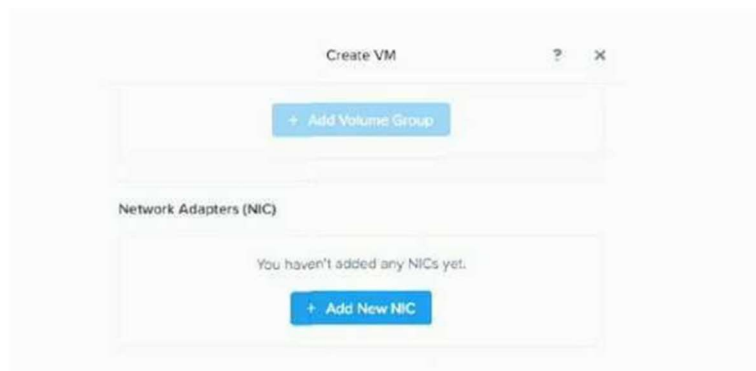 Create VM ? ×
+ Add Volume Group
Network Adapters (NIC)
You haven't added any NICs yet.
+ Add New NIC